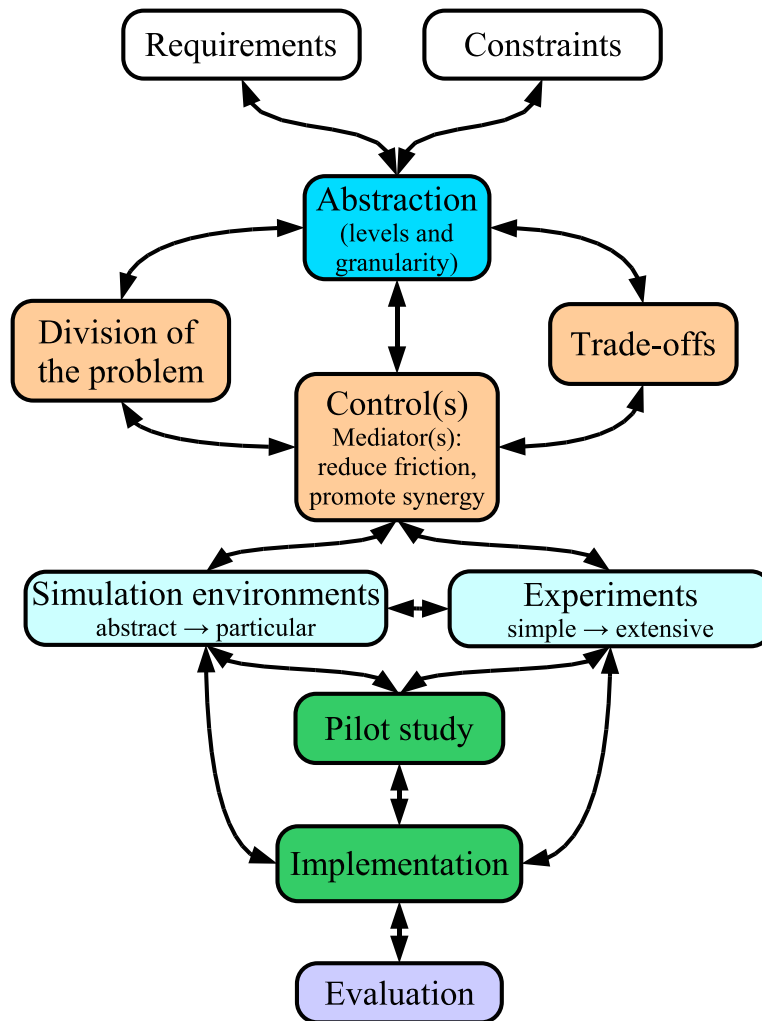 Requirements
Constraints
Abstraction
(levels and
granularity)
Division of
the problem
Trade-offs
Control(s)
Mediator(s):
reduce friction,
promote synergy
Simulation environments
abstract → particular
Experiments
simple → extensive
Pilot study
Implementation
Evaluation